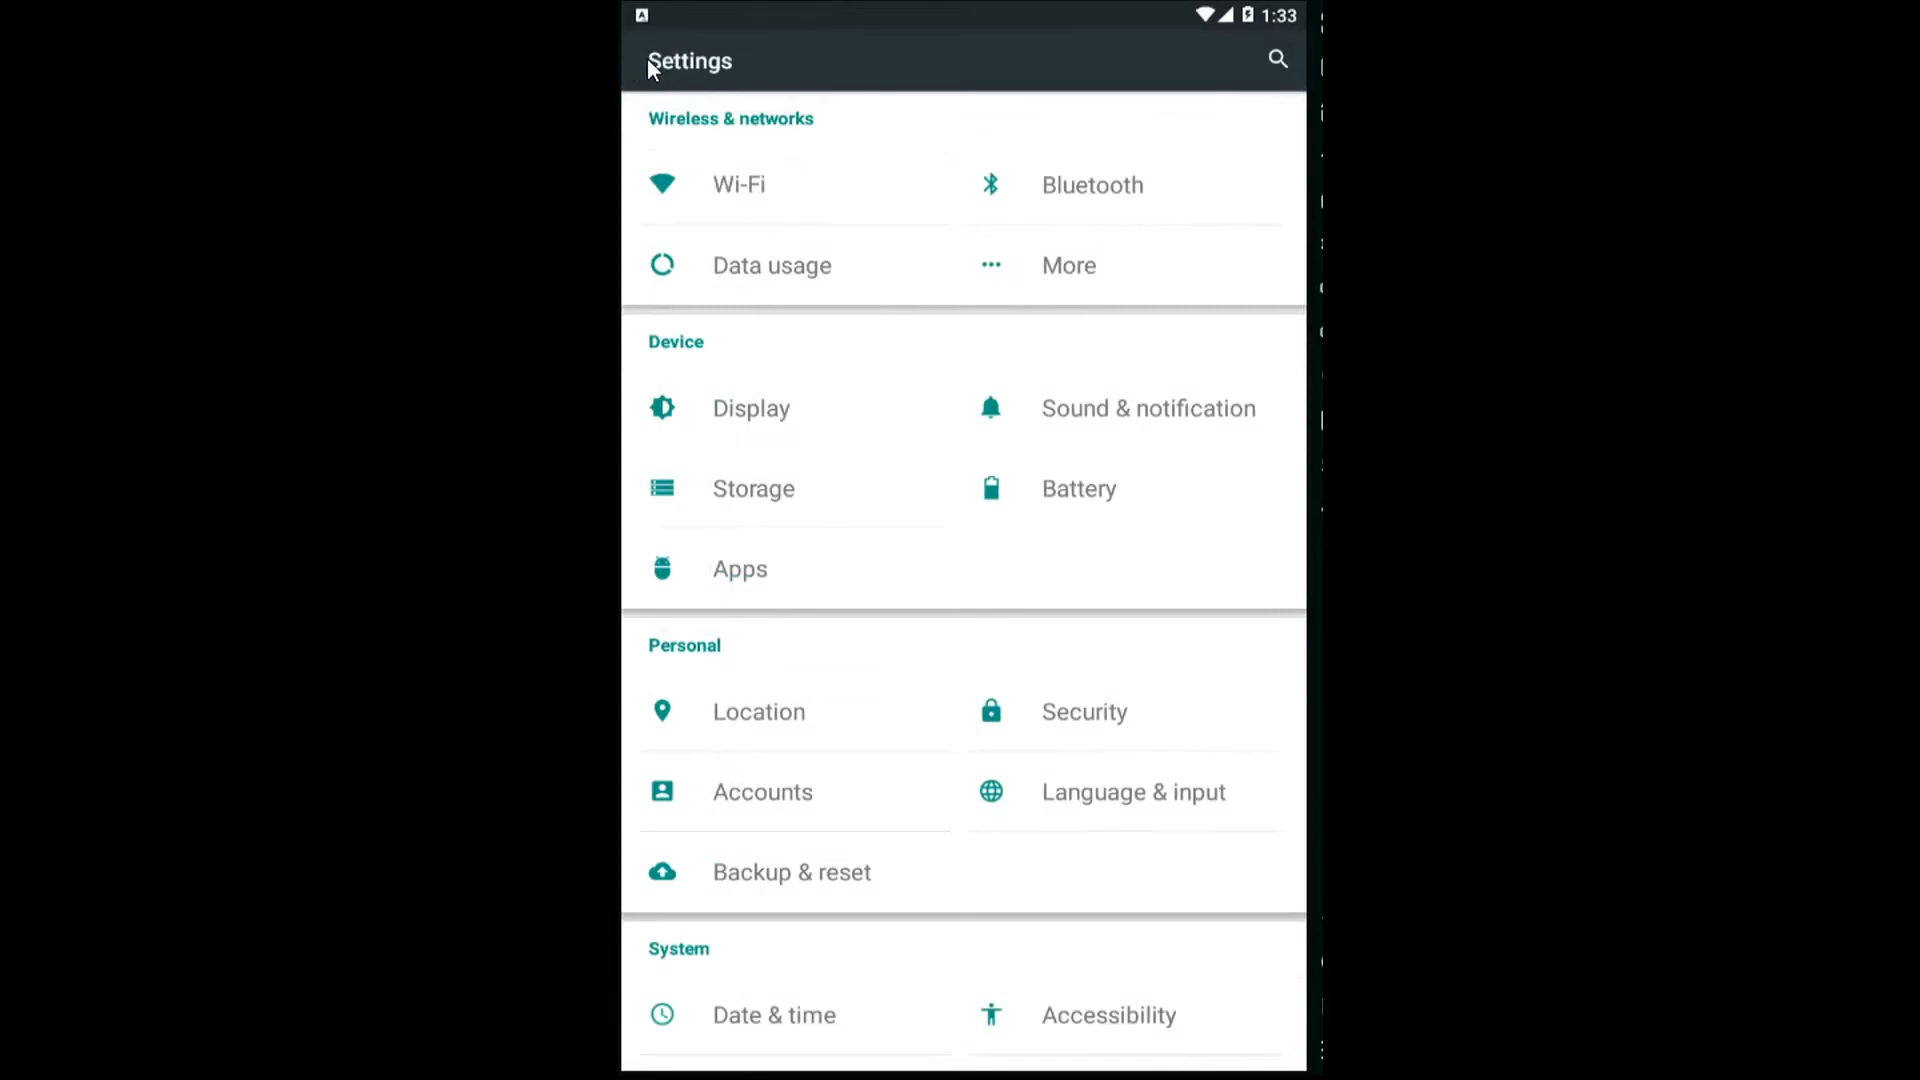 1:33
Settings
Wireless & networks
Wi-Fi
Bluetooth
Data usage
More
Device
Display
Sound & notification
Storage
Battery
Apps
Personal
Location
Security
Accounts
Language & input
Backup & reset
System
Date & time
Accessibility